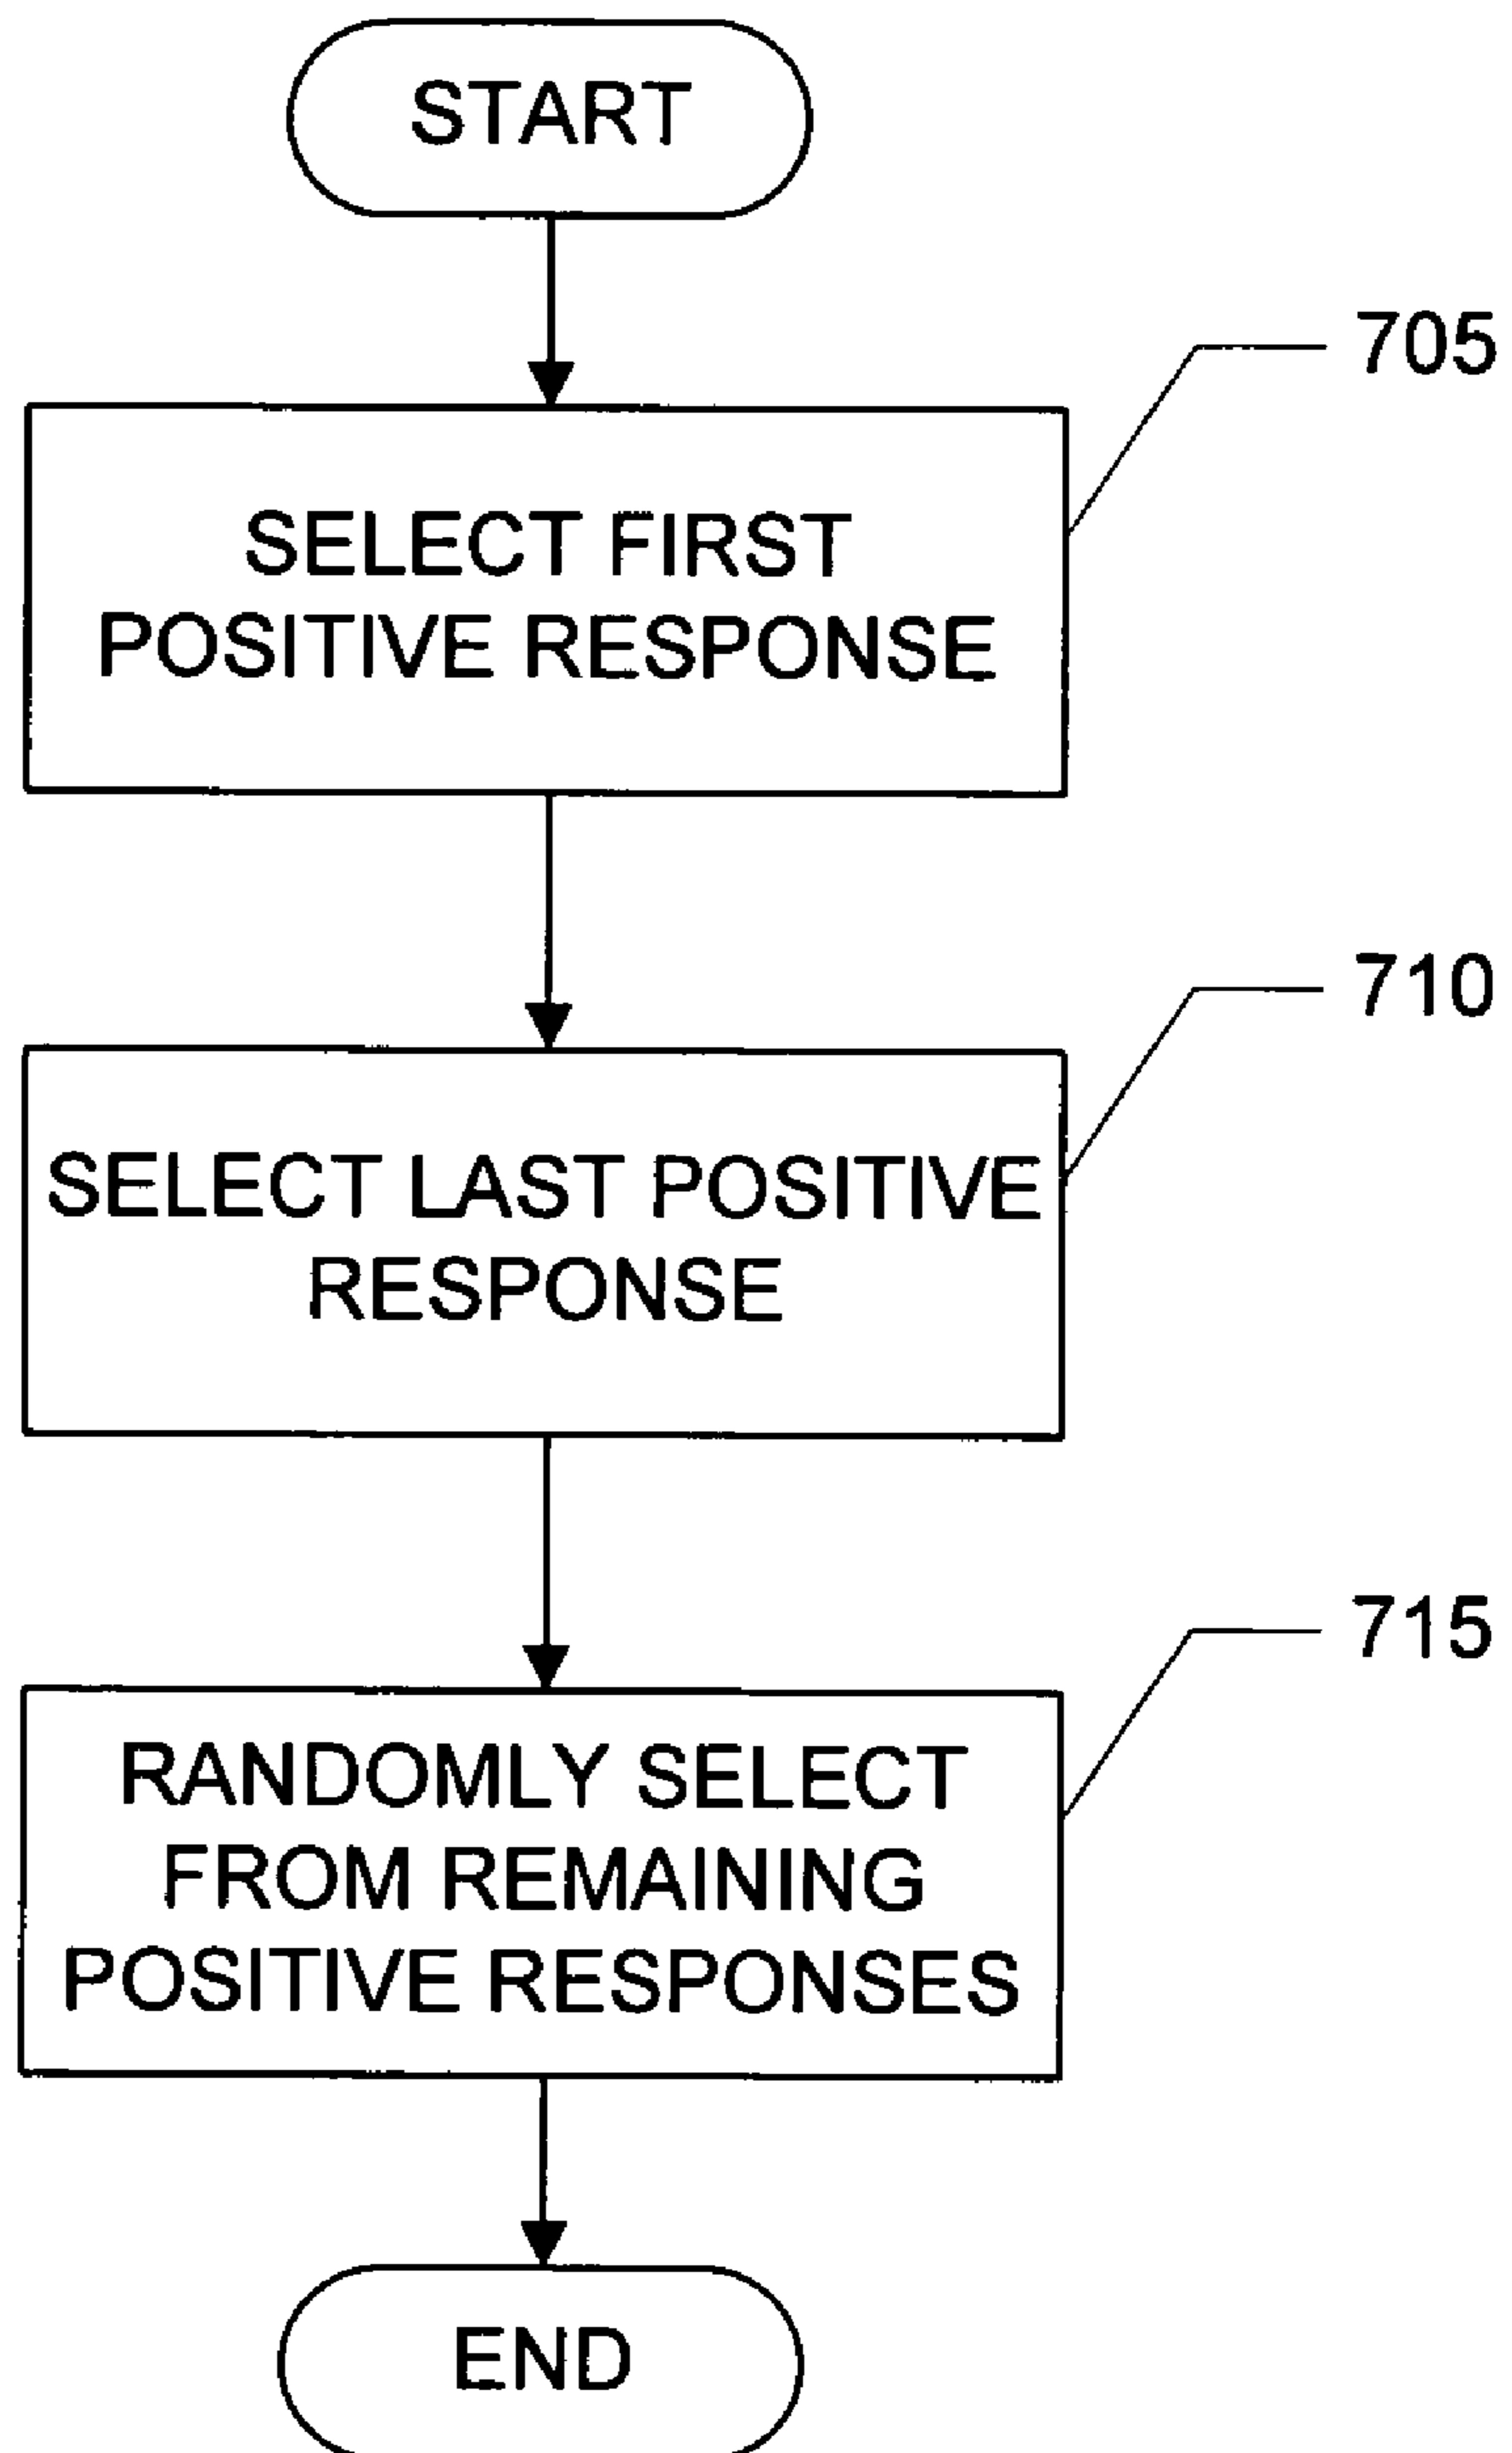 START
705
SELECT FIRST
POSITIVE RESPONSE
710
SELECT LAST POSITIVE
RESPONSE
715
RANDOMLY SELECT
FROM REMAINING
POSITIVE RESPONSES
END